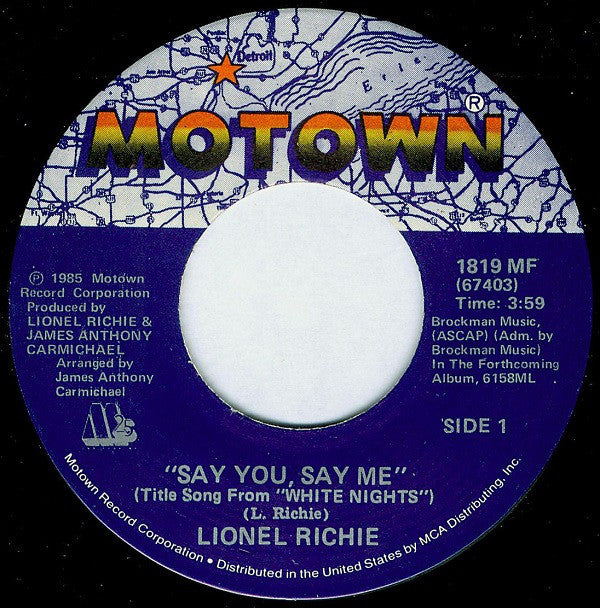 Detroit
Erie
MOTOWN®
℗ 1985 Motown
Record Corporation
Produced by
LIONEL RICHIE &
JAMES ANTHONY
CARMICHAEL
Arranged by
James Anthony
Carmichael
M 25
1819 MF
(67403)
Time: 3:59
Brockman Music,
(ASCAP) (Adm. by
Brockman Music)
In The Forthcoming
Album, 6158ML
SIDE 1
"SAY YOU, SAY ME"
(Title Song From "WHITE NIGHTS")
(L. Richie)
LIONEL RICHIE
Motown Record Corporation • Distributed in the United States by MCA Distributing, Inc.